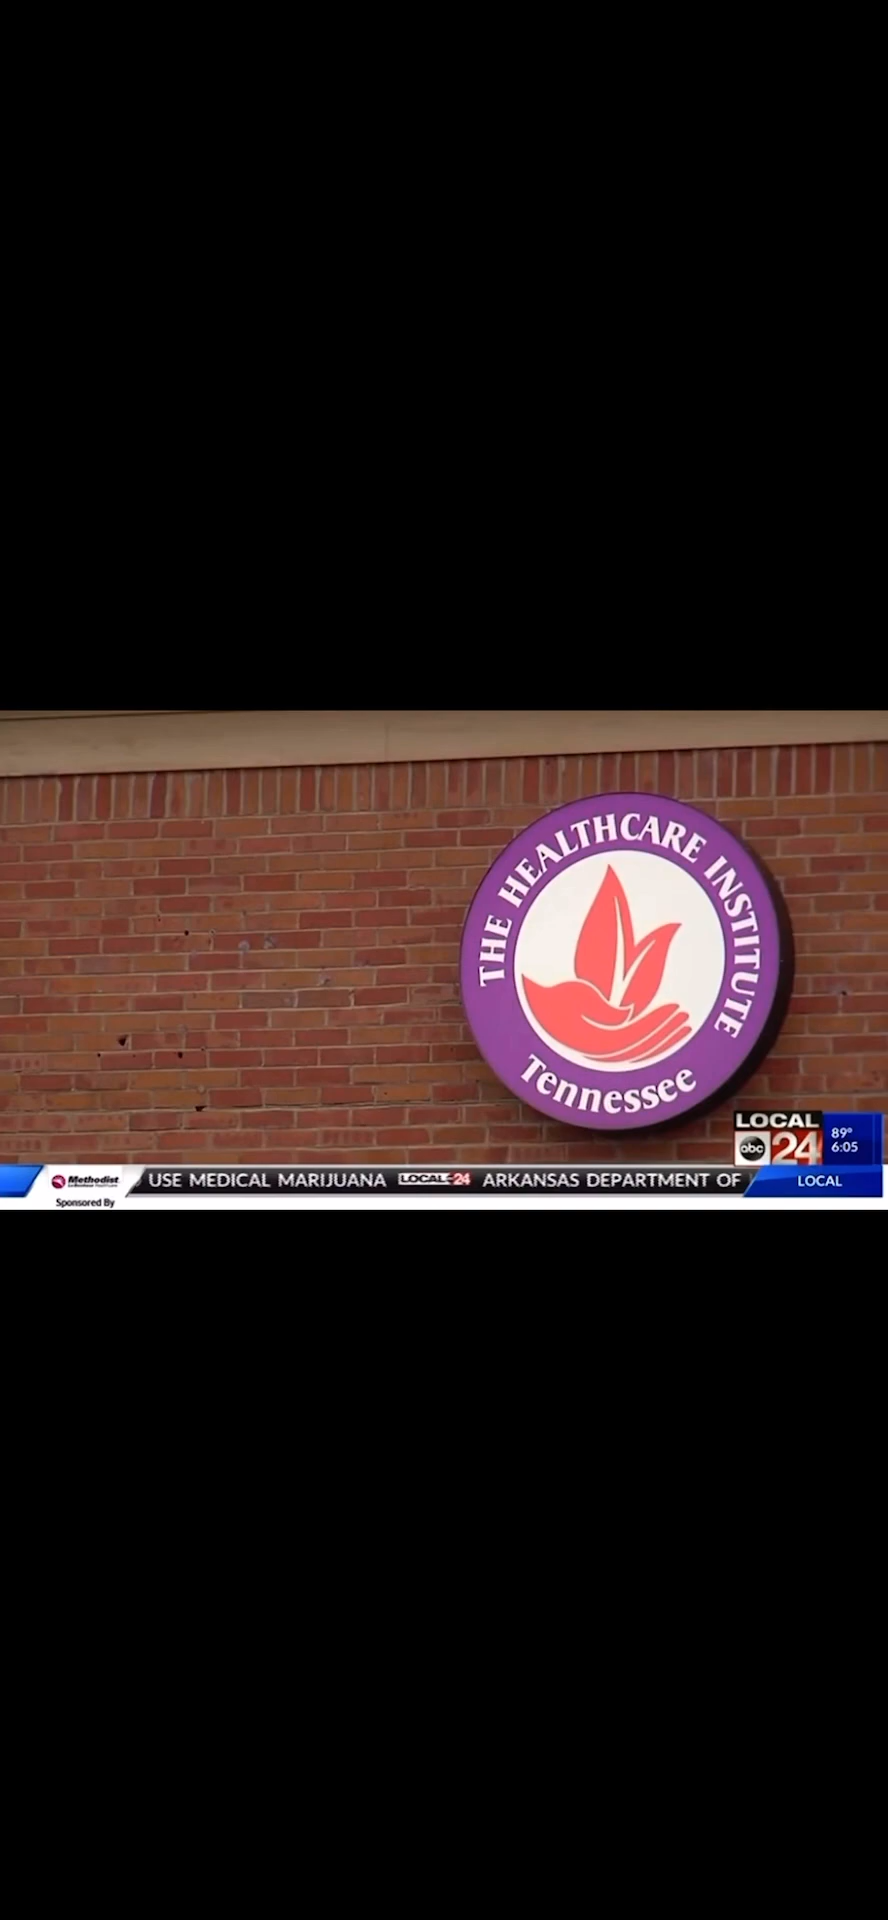 THE HEALTHCARE INSTITUTE
Tennessee
LOCAL
abc 24
89°
6:05
Methodist
USE MEDICAL MARIJUANA LOCAL 24 ARKANSAS DEPARTMENT OF
LOCAL
Sponsored By